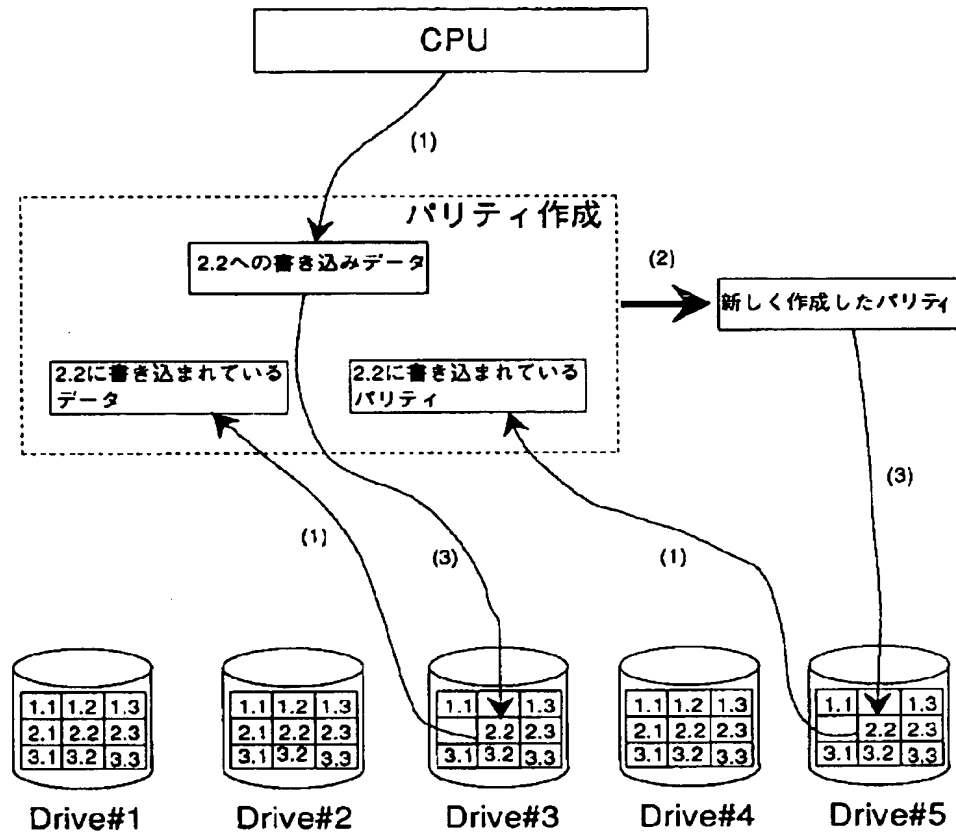 CPU
(1)
パリティ作成
2.2への書き込みデータ
(2)
新しく作成したパリティ
2.2に書き込まれている
データ
2.2に書き込まれている
パリティ
(1)
(3)
(1)
(3)
1.1 1.2 1.3
2.1 2.2 2.3
3.1 3.2 3.3
1.1 1.2 1.3
2.1 2.2 2.3
3.1 3.2 3.3
1.1 1.3
2.2 2.3
3.1 3.2 3.3
1.1 1.2 1.3
2.1 2.2 2.3
3.1 3.2 3.3
1.1 1.3
2.2 2.3
3.1 3.2 3.3
Drive#1 Drive#2 Drive#3 Drive#4 Drive#5